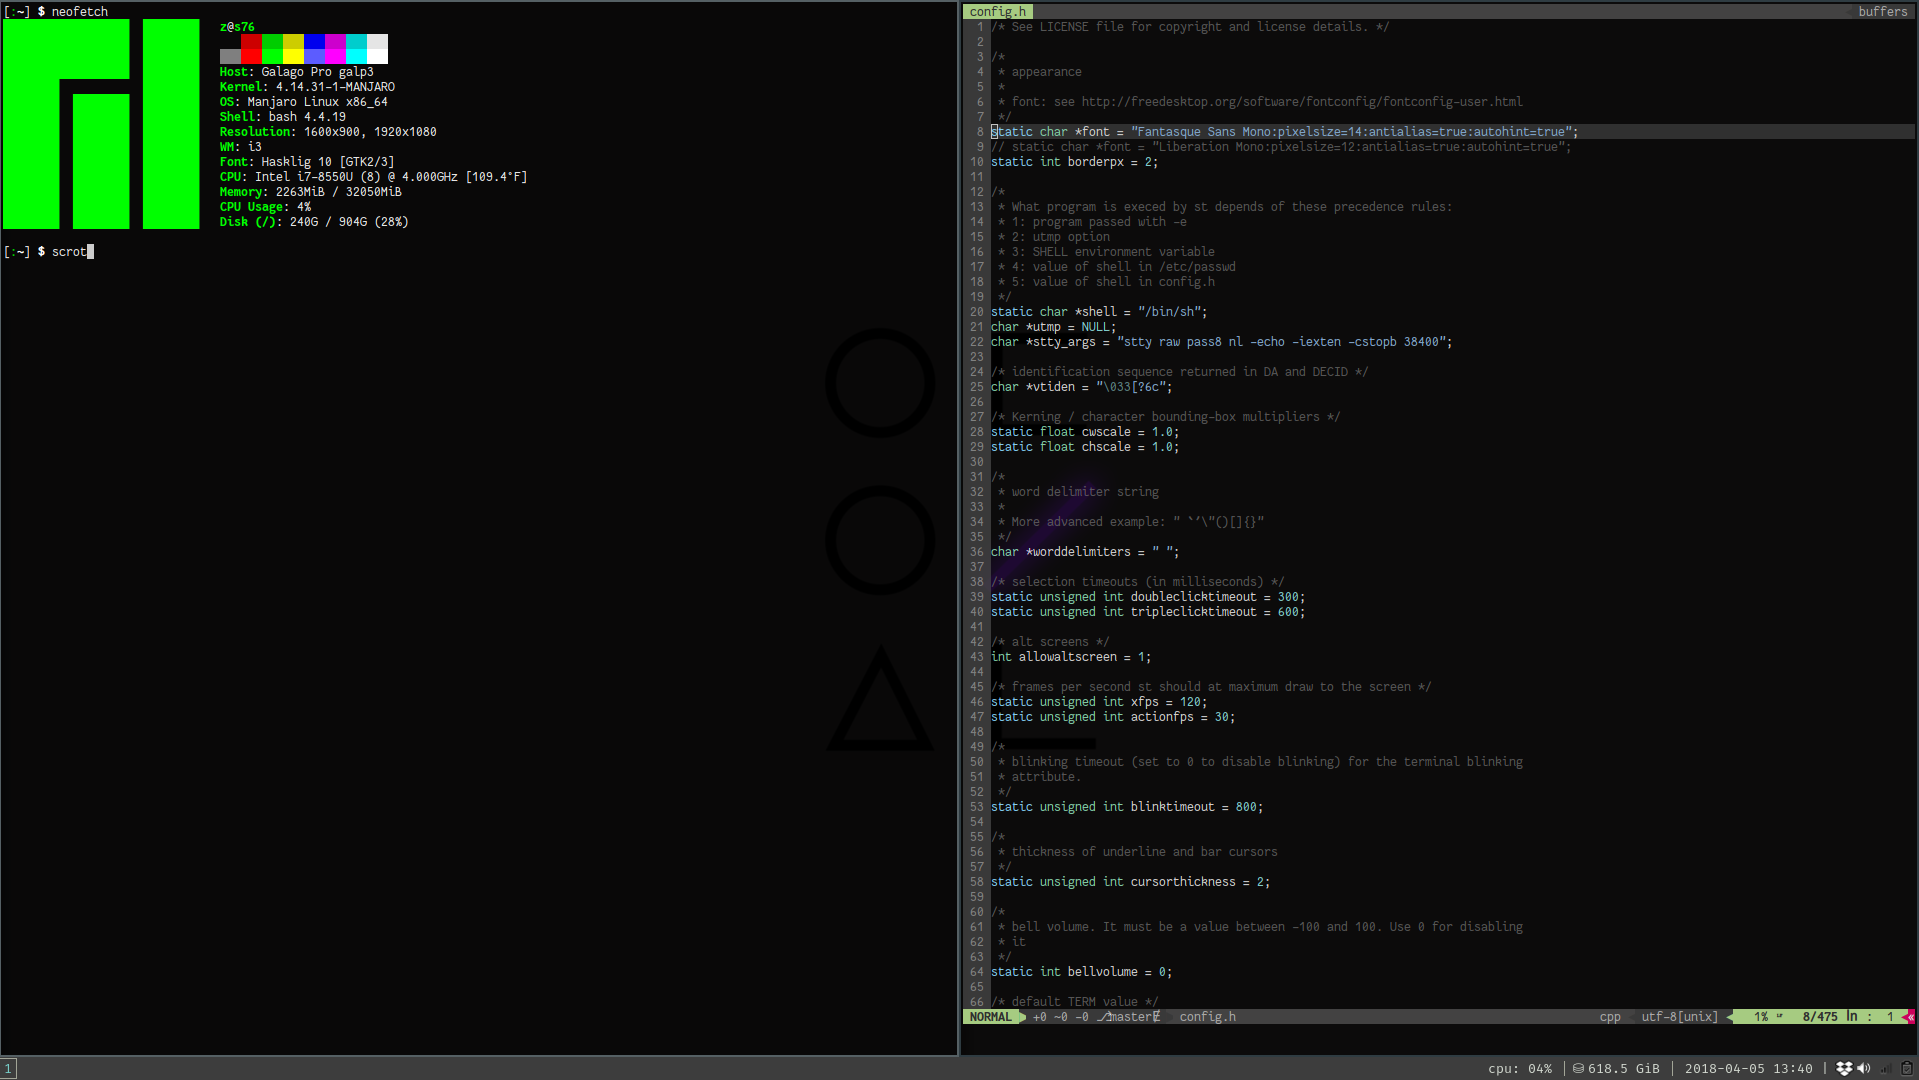 [:~] $ neofetch
z@s76
Host: Galago Pro galp3
Kernel: 4.14.31-1-MANJARO
OS: Manjaro Linux x86_64
Shell: bash 4.4.19
Resolution: 1600x900, 1920x1080
WM: i3
Font: Hasklig 10 [GTK2/3]
CPU: Intel i7-8550U (8) @ 4.000GHz [109.4°F]
Memory: 2263MiB / 32050MiB
CPU Usage: 4%
Disk (/): 240G / 904G (28%)
[:~] $ scrot
config.h buffers
1 /* See LICENSE file for copyright and license details. */
2
3 /*
4  * appearance
5  *
6  * font: see http://freedesktop.org/software/fontconfig/fontconfig-user.html
7  */
8 static char *font = "Fantasque Sans Mono:pixelsize=14:antialias=true:autohint=true";
9 // static char *font = "Liberation Mono:pixelsize=12:antialias=true:autohint=true";
10 static int borderpx = 2;
11
12 /*
13  * What program is execed by st depends of these precedence rules:
14  * 1: program passed with -e
15  * 2: utmp option
16  * 3: SHELL environment variable
17  * 4: value of shell in /etc/passwd
18  * 5: value of shell in config.h
19  */
20 static char *shell = "/bin/sh";
21 char *utmp = NULL;
22 char *stty_args = "stty raw pass8 nl -echo -iexten -cstopb 38400";
23
24 /* identification sequence returned in DA and DECID */
25 char *vtiden = "\033[?6c";
26
27 /* Kerning / character bounding-box multipliers */
28 static float cwscale = 1.0;
29 static float chscale = 1.0;
30
31 /*
32  * word delimiter string
33  *
34  * More advanced example: " `'\"()[]{}"
35  */
36 char *worddelimiters = " ";
37
38 /* selection timeouts (in milliseconds) */
39 static unsigned int doubleclicktimeout = 300;
40 static unsigned int tripleclicktimeout = 600;
41
42 /* alt screens */
43 int allowaltscreen = 1;
44
45 /* frames per second st should at maximum draw to the screen */
46 static unsigned int xfps = 120;
47 static unsigned int actionfps = 30;
48
49 /*
50  * blinking timeout (set to 0 to disable blinking) for the terminal blinking
51  * attribute.
52  */
53 static unsigned int blinktimeout = 800;
54
55 /*
56  * thickness of underline and bar cursors
57  */
58 static unsigned int cursorthickness = 2;
59
60 /*
61  * bell volume. It must be a value between -100 and 100. Use 0 for disabling
62  * it
63  */
64 static int bellvolume = 0;
65
66 /* default TERM value */
NORMAL +0 ~0 -0 master config.h cpp utf-8[unix] 1% 8/475 ln : 1
1 cpu: 04% | 618.5 GiB | 2018-04-05 13:40 |